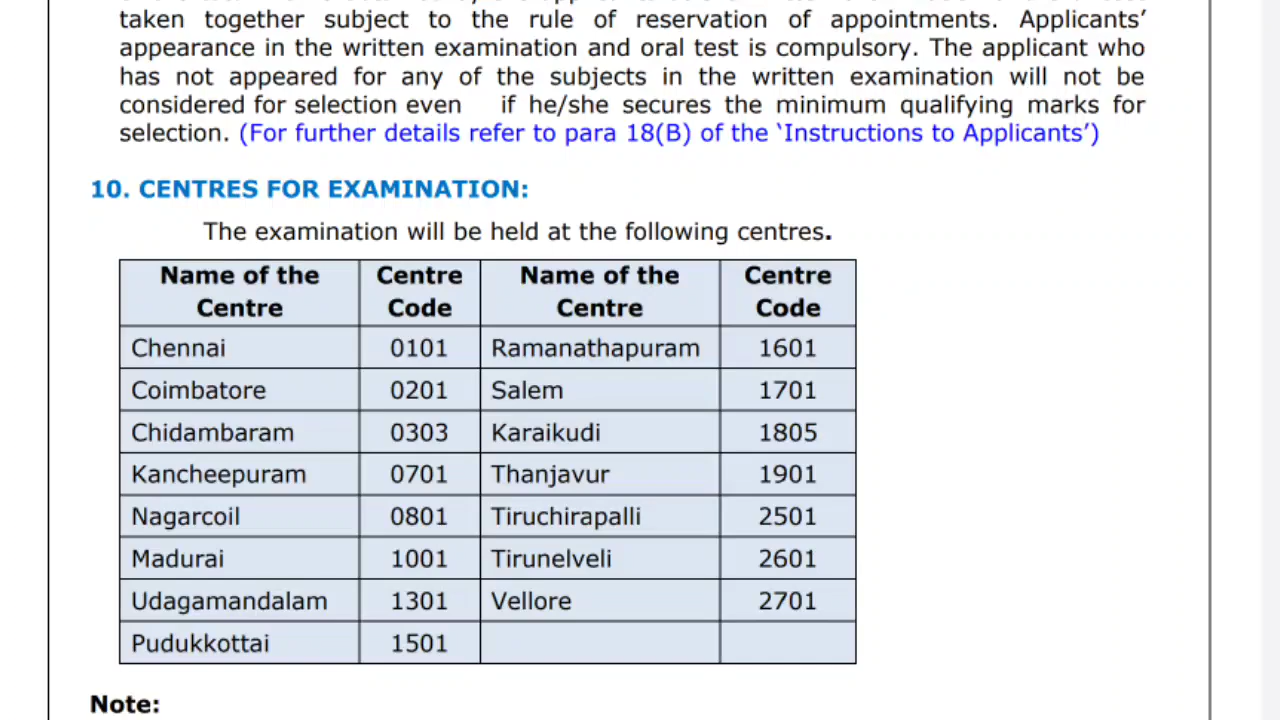 taken together subject to the rule of reservation of appointments. Applicants'
appearance in the written examination and oral test is compulsory. The applicant who
has not appeared for any of the subjects in the written examination will not be
considered for selection even if he/she secures the minimum qualifying marks for
selection. (For further details refer to para 18(B) of the 'Instructions to Applicants')
10. CENTRES FOR EXAMINATION:
The examination will be held at the following centres.
Name of the Centre Centre Code Name of the Centre Centre Code
Chennai 0101 Ramanathapuram 1601
Coimbatore 0201 Salem 1701
Chidambaram 0303 Karaikudi 1805
Kancheepuram 0701 Thanjavur 1901
Nagarcoil 0801 Tiruchirapalli 2501
Madurai 1001 Tirunelveli 2601
Udagamandalam 1301 Vellore 2701
Pudukkottai 1501
Note: